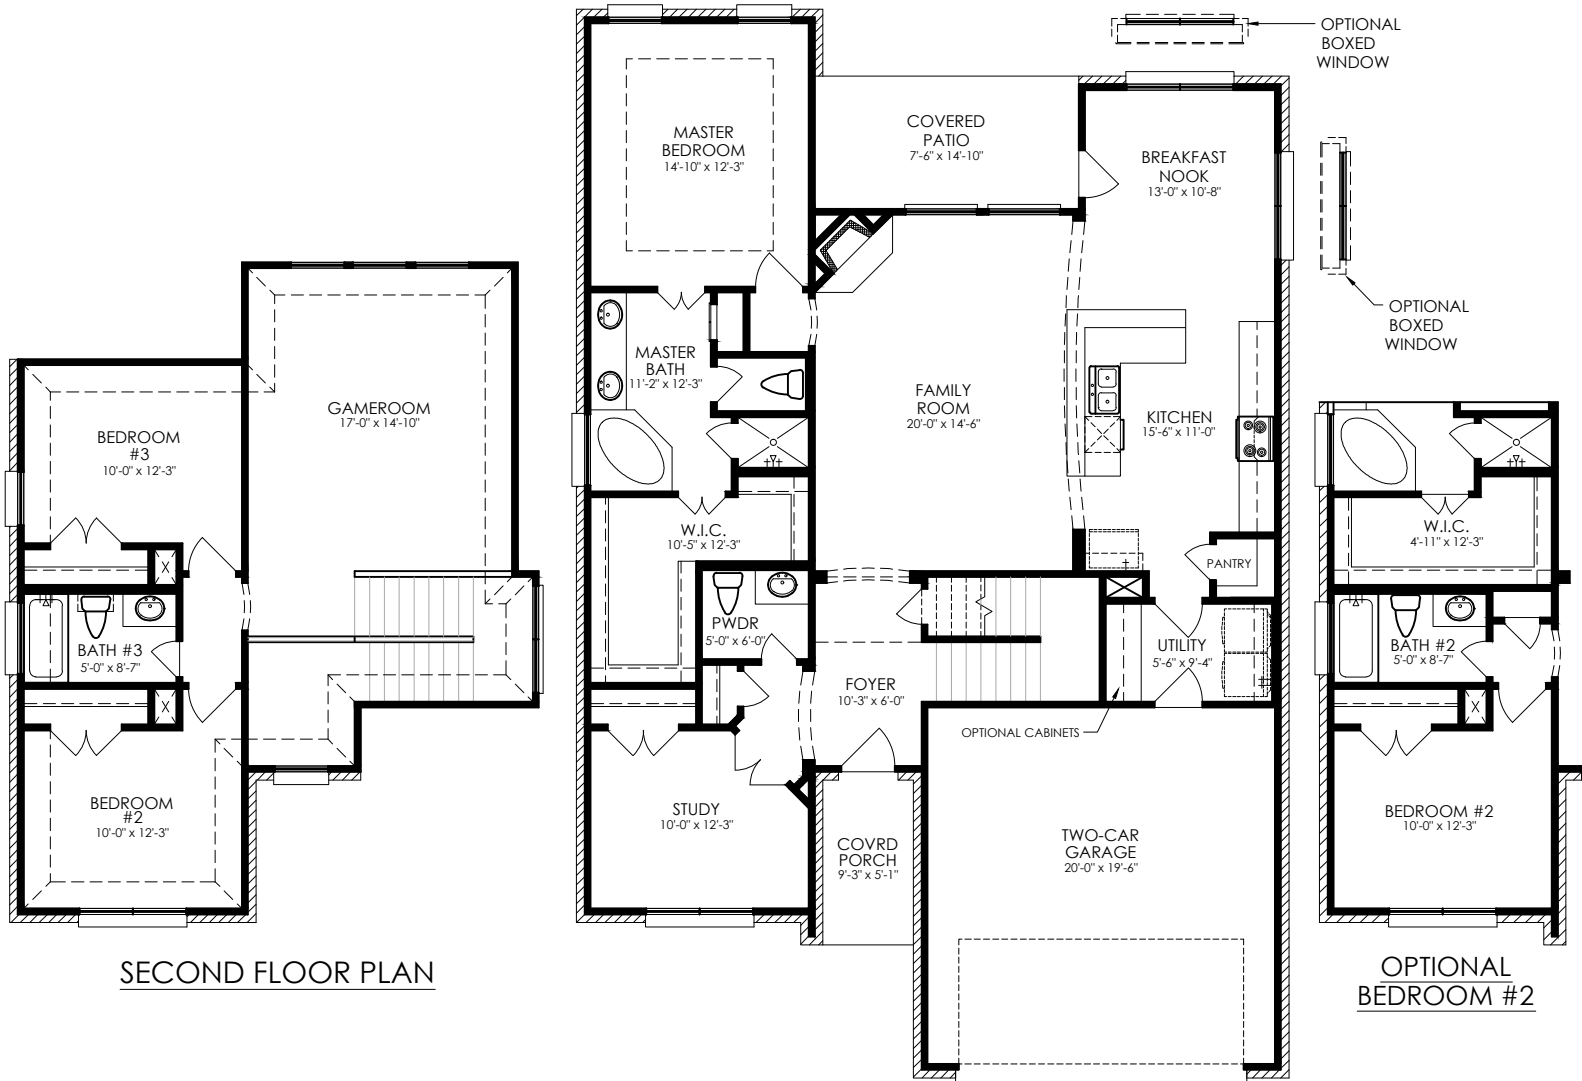 GAMEROOM
17'-0" x 14'-10"
BEDROOM
#3
10'-0" x 12'-3"
BATH #3
5'-0" x 8'-7"
BEDROOM
#2
10'-0" x 12'-3"
SECOND FLOOR PLAN
MASTER
BEDROOM
14'-10" x 12'-3"
COVERED
PATIO
7'-6" x 14'-10"
BREAKFAST
NOOK
13'-0" x 10'-8"
OPTIONAL
BOXED
WINDOW
OPTIONAL
BOXED
WINDOW
MASTER
BATH
11'-2" x 12'-3"
FAMILY
ROOM
20'-0" x 14'-6"
KITCHEN
15'-6" x 11'-0"
W.I.C.
10'-5" x 12'-3"
PANTRY
PWDR
5'-0" x 6'-0"
UTILITY
5'-6" x 9'-4"
FOYER
10'-3" x 6'-0"
OPTIONAL CABINETS
STUDY
10'-0" x 12'-3"
COVRD
PORCH
9'-3" x 5'-1"
TWO-CAR
GARAGE
20'-0" x 19'-6"
W.I.C.
4'-11" x 12'-3"
BATH #2
5'-0" x 8'-7"
BEDROOM #2
10'-0" x 12'-3"
OPTIONAL
BEDROOM #2